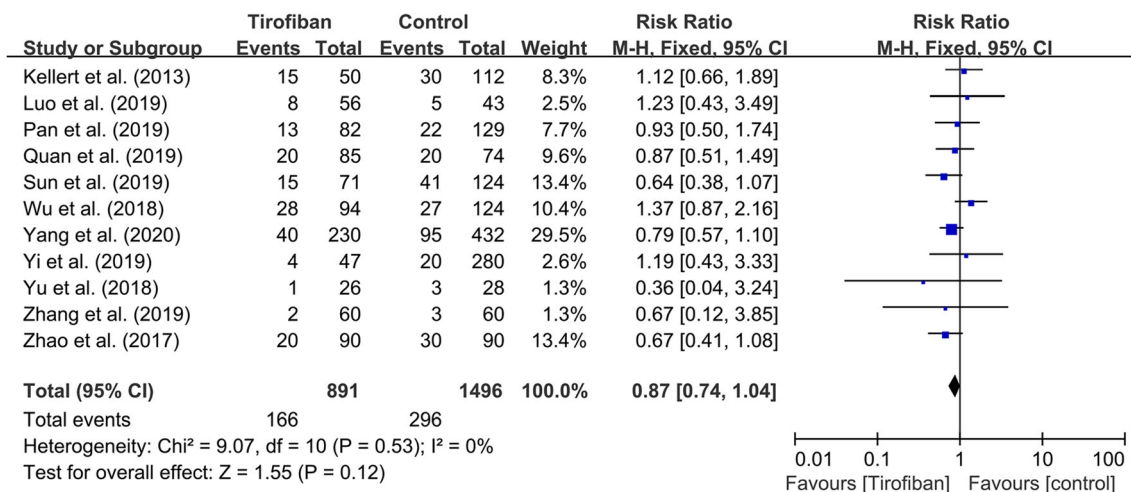 Tirofiban Control Risk Ratio Risk Ratio
Study or Subgroup Events Total Events Total Weight M-H, Fixed, 95% CI M-H, Fixed, 95% CI
Kellert et al. (2013) 15 50 30 112 8.3% 1.12 [0.66, 1.89]
Luo et al. (2019) 8 56 5 43 2.5% 1.23 [0.43, 3.49]
Pan et al. (2019) 13 82 22 129 7.7% 0.93 [0.50, 1.74]
Quan et al. (2019) 20 85 20 74 9.6% 0.87 [0.51, 1.49]
Sun et al. (2019) 15 71 41 124 13.4% 0.64 [0.38, 1.07]
Wu et al. (2018) 28 94 27 124 10.4% 1.37 [0.87, 2.16]
Yang et al. (2020) 40 230 95 432 29.5% 0.79 [0.57, 1.10]
Yi et al. (2019) 4 47 20 280 2.6% 1.19 [0.43, 3.33]
Yu et al. (2018) 1 26 3 28 1.3% 0.36 [0.04, 3.24]
Zhang et al. (2019) 2 60 3 60 1.3% 0.67 [0.12, 3.85]
Zhao et al. (2017) 20 90 30 90 13.4% 0.67 [0.41, 1.08]
Total (95% CI) 891 1496 100.0% 0.87 [0.74, 1.04]
Total events 166 296
Heterogeneity: Chi² = 9.07, df = 10 (P = 0.53); I² = 0%
Test for overall effect: Z = 1.55 (P = 0.12)
0.01 0.1 1 10 100
Favours [Tirofiban] Favours [control]